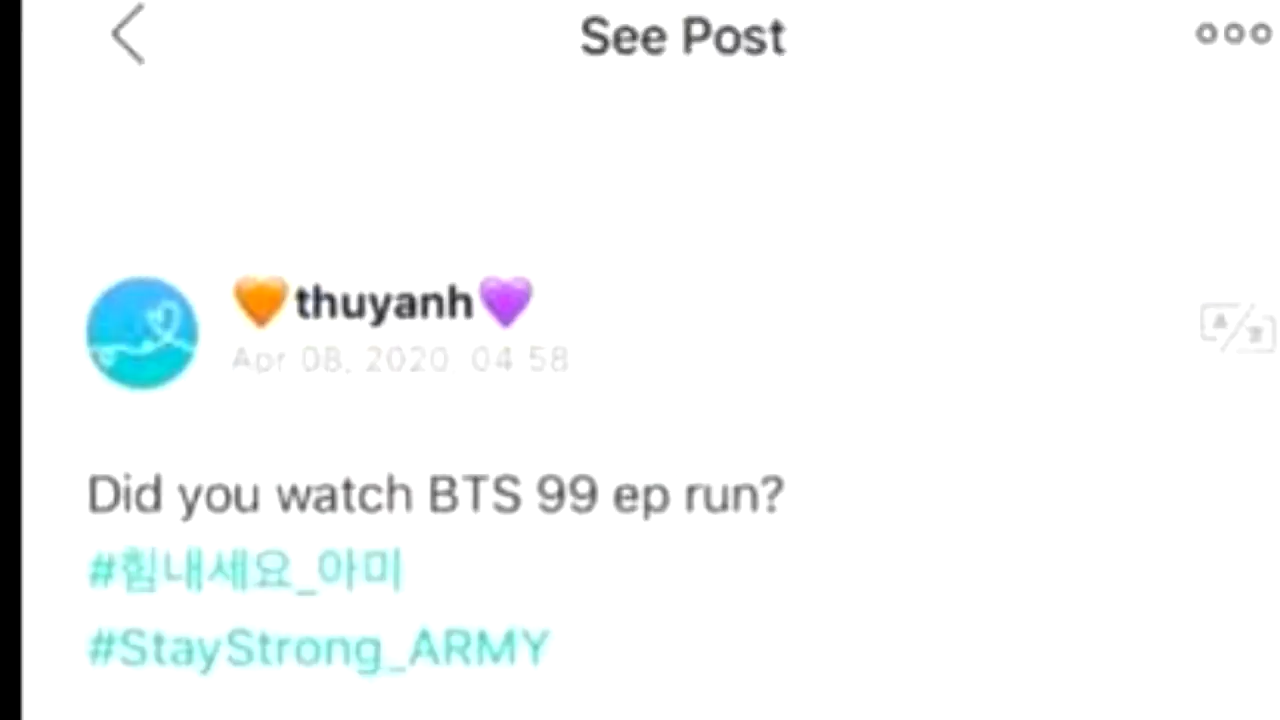 See Post
🧡thuyanh💜
Apr 08, 2020 04:58
Did you watch BTS 99 ep run?
#힘내세요_아미
#StayStrong_ARMY